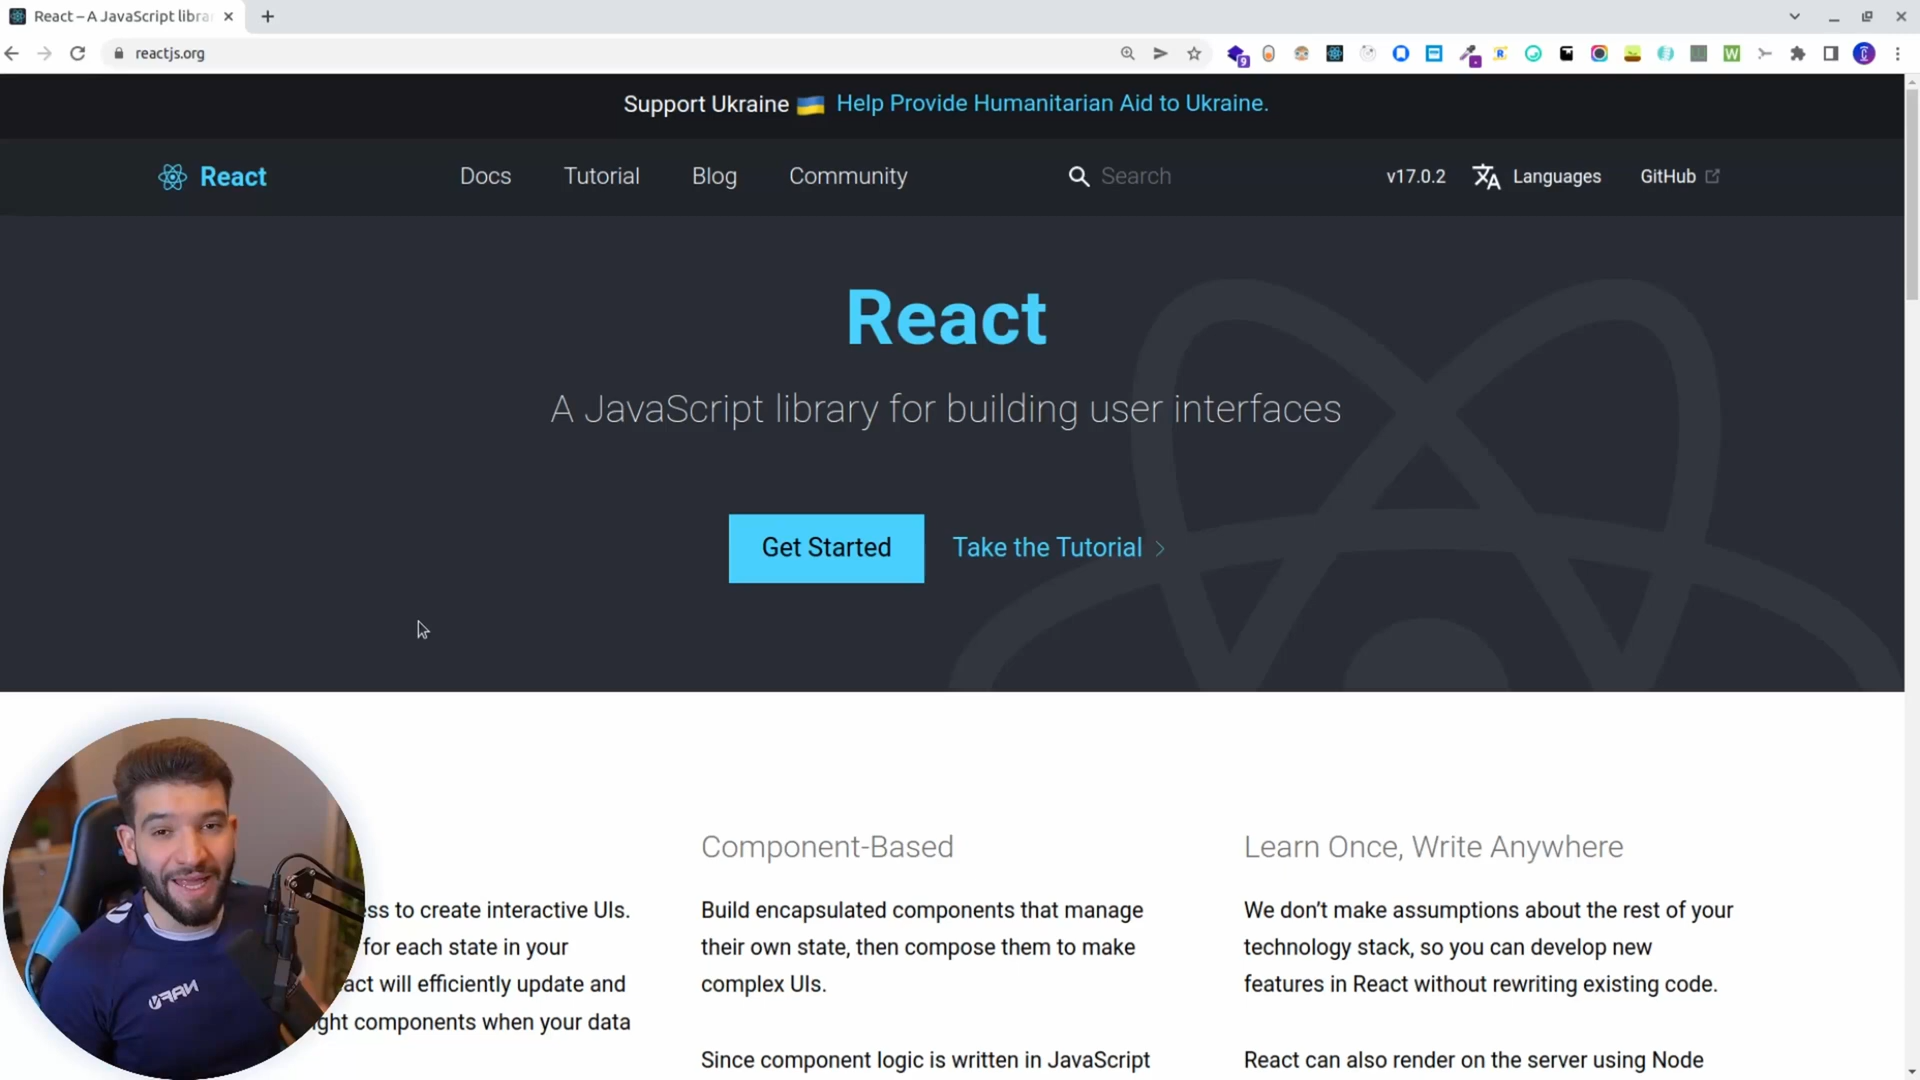 React – A JavaScript libra
reactjs.org
9
Support Ukraine 🇺🇦 Help Provide Humanitarian Aid to Ukraine.
React
Docs
Tutorial
Blog
Community
Search
v17.0.2
Languages
GitHub
React
A JavaScript library for building user interfaces
Get Started
Take the Tutorial
ss to create interactive UIs.
for each state in your
act will efficiently update and
ght components when your data
Component-Based
Build encapsulated components that manage
their own state, then compose them to make
complex UIs.
Since component logic is written in JavaScript
Learn Once, Write Anywhere
We don’t make assumptions about the rest of your
technology stack, so you can develop new
features in React without rewriting existing code.
React can also render on the server using Node